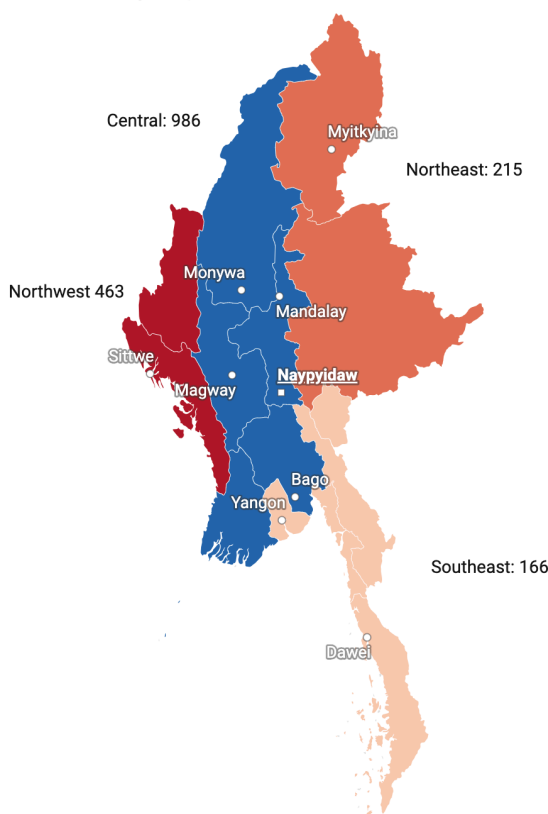 Central: 986
Myitkyina
Northeast: 215
Monywa
Northwest 463
Mandalay
Sittwe
Naypyidaw
Magway
Bago
Yangon
Southeast: 166
Dawei